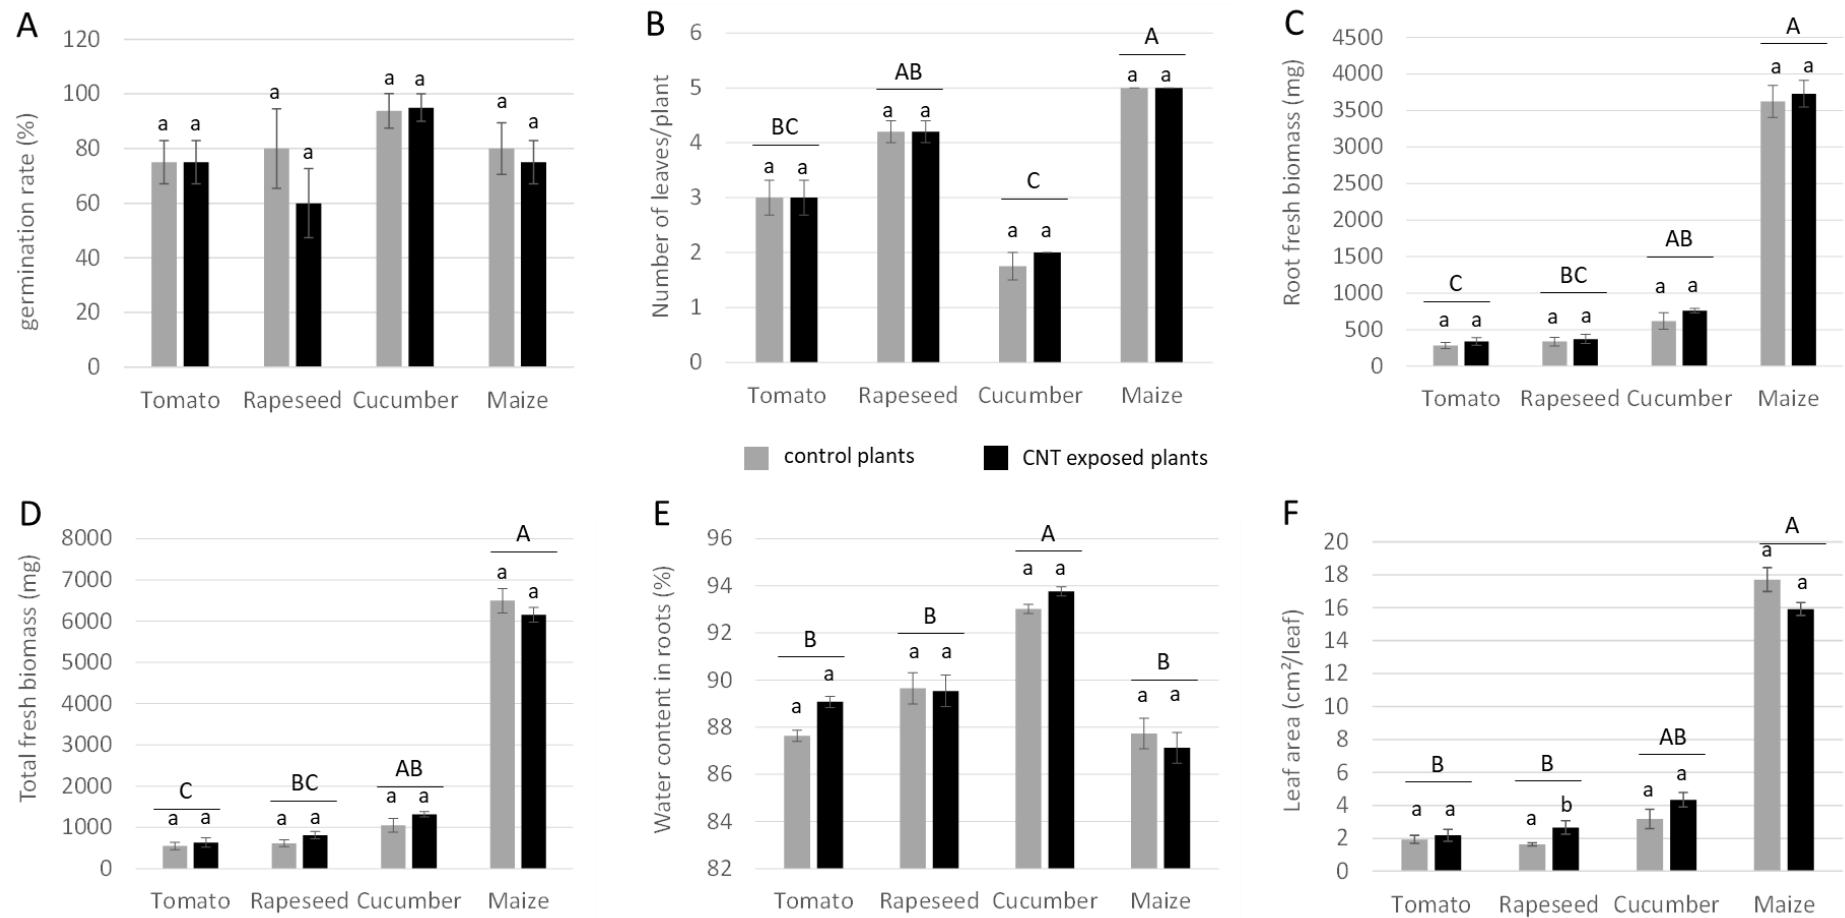 A
germination rate (%)
120
100
80
60
40
20
0
a a
a a
a a
a a
Tomato Rapeseed Cucumber Maize
B
Number of leaves/plant
6
5
4
3
2
1
0
BC
a a
AB
a a
C
a a
A
a a
Tomato Rapeseed Cucumber Maize
C
Root fresh biomass (mg)
4500
4000
3500
3000
2500
2000
1500
1000
500
0
C
a a
BC
a a
AB
a a
A
a a
Tomato Rapeseed Cucumber Maize
control plants CNT exposed plants
D
Total fresh biomass (mg)
8000
7000
6000
5000
4000
3000
2000
1000
0
C
a a
BC
a a
AB
a a
A
a a
Tomato Rapeseed Cucumber Maize
E
Water content in roots (%)
96
94
92
90
88
86
84
82
B
a a
B
a a
A
a a
B
a a
Tomato Rapeseed Cucumber Maize
F
Leaf area (cm²/leaf)
20
18
16
14
12
10
8
6
4
2
0
B
a a
B
a b
AB
a a
A
a a
Tomato Rapeseed Cucumber Maize